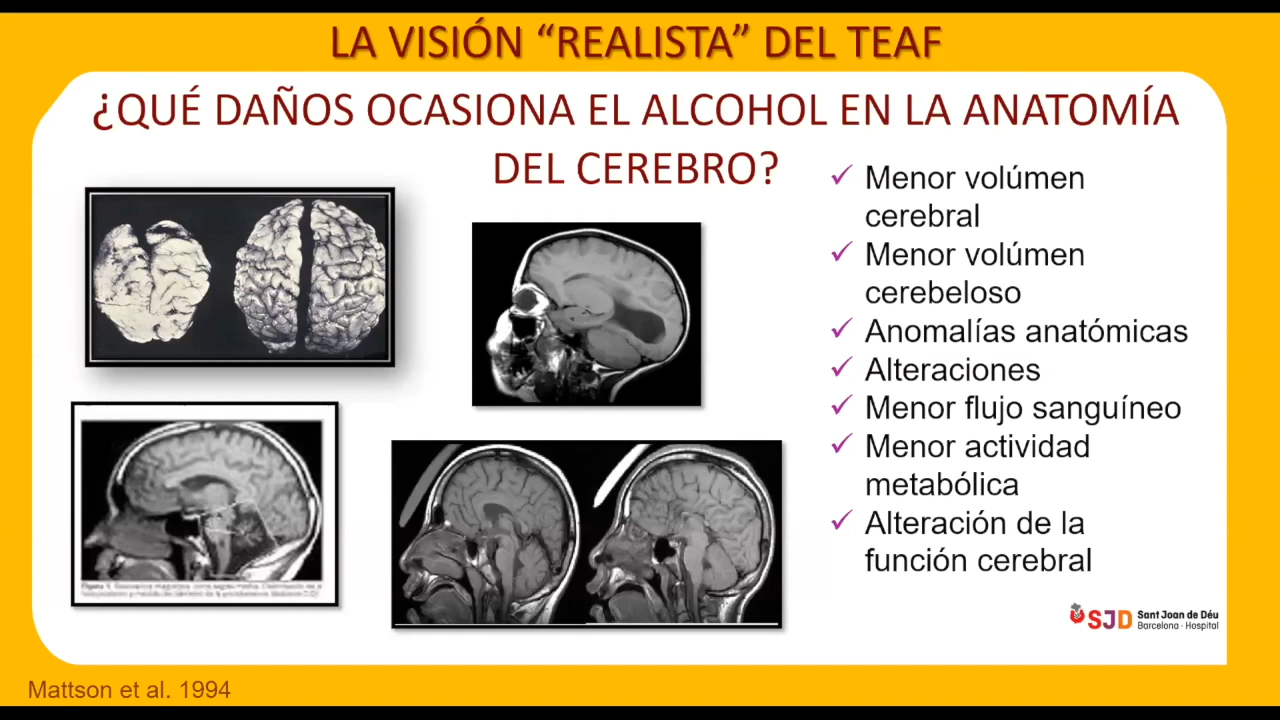 LA VISIÓN “REALISTA” DEL TEAF
¿QUÉ DAÑOS OCASIONA EL ALCOHOL EN LA ANATOMÍA
DEL CEREBRO?
✓ Menor volúmen
cerebral
✓ Menor volúmen
cerebeloso
✓ Anomalías anatómicas
✓ Alteraciones
✓ Menor flujo sanguíneo
✓ Menor actividad
metabólica
✓ Alteración de la
función cerebral
SJD Sant Joan de Déu
Barcelona · Hospital
Mattson et al. 1994